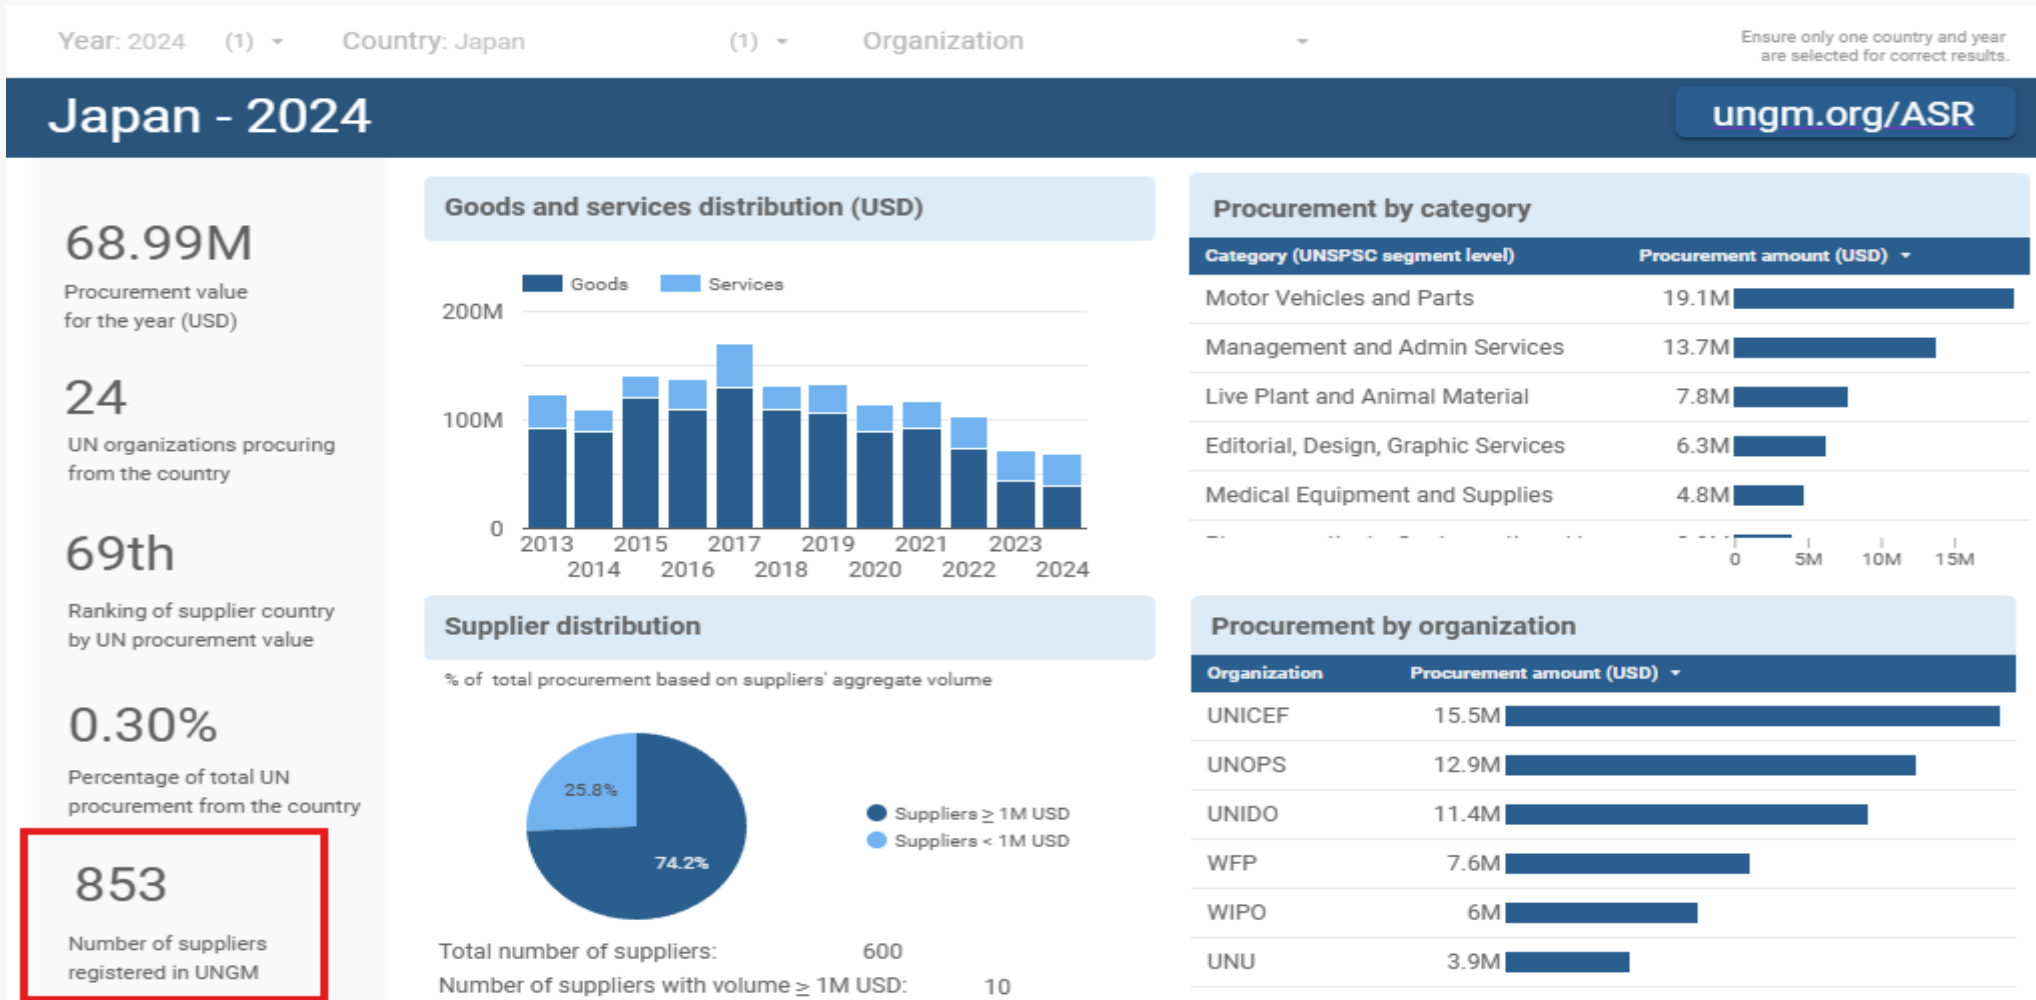 Year: 2024 (1)
Country: Japan (1)
Organization
Ensure only one country and year
are selected for correct results.
Japan - 2024
ungm.org/ASR
68.99M
Procurement value
for the year (USD)
24
UN organizations procuring
from the country
69th
Ranking of supplier country
by UN procurement value
0.30%
Percentage of total UN
procurement from the country
853
Number of suppliers
registered in UNGM
Goods and services distribution (USD)
Goods Services
200M
100M
0
2013 2015 2017 2019 2021 2023
2014 2016 2018 2020 2022 2024
Supplier distribution
% of total procurement based on suppliers' aggregate volume
25.8%
74.2%
Suppliers ≥ 1M USD
Suppliers < 1M USD
Total number of suppliers: 600
Number of suppliers with volume ≥ 1M USD: 10
Procurement by category
Category (UNSPSC segment level) Procurement amount (USD)
Motor Vehicles and Parts 19.1M
Management and Admin Services 13.7M
Live Plant and Animal Material 7.8M
Editorial, Design, Graphic Services 6.3M
Medical Equipment and Supplies 4.8M
0 5M 10M 15M
Procurement by organization
Organization Procurement amount (USD)
UNICEF 15.5M
UNOPS 12.9M
UNIDO 11.4M
WFP 7.6M
WIPO 6M
UNU 3.9M